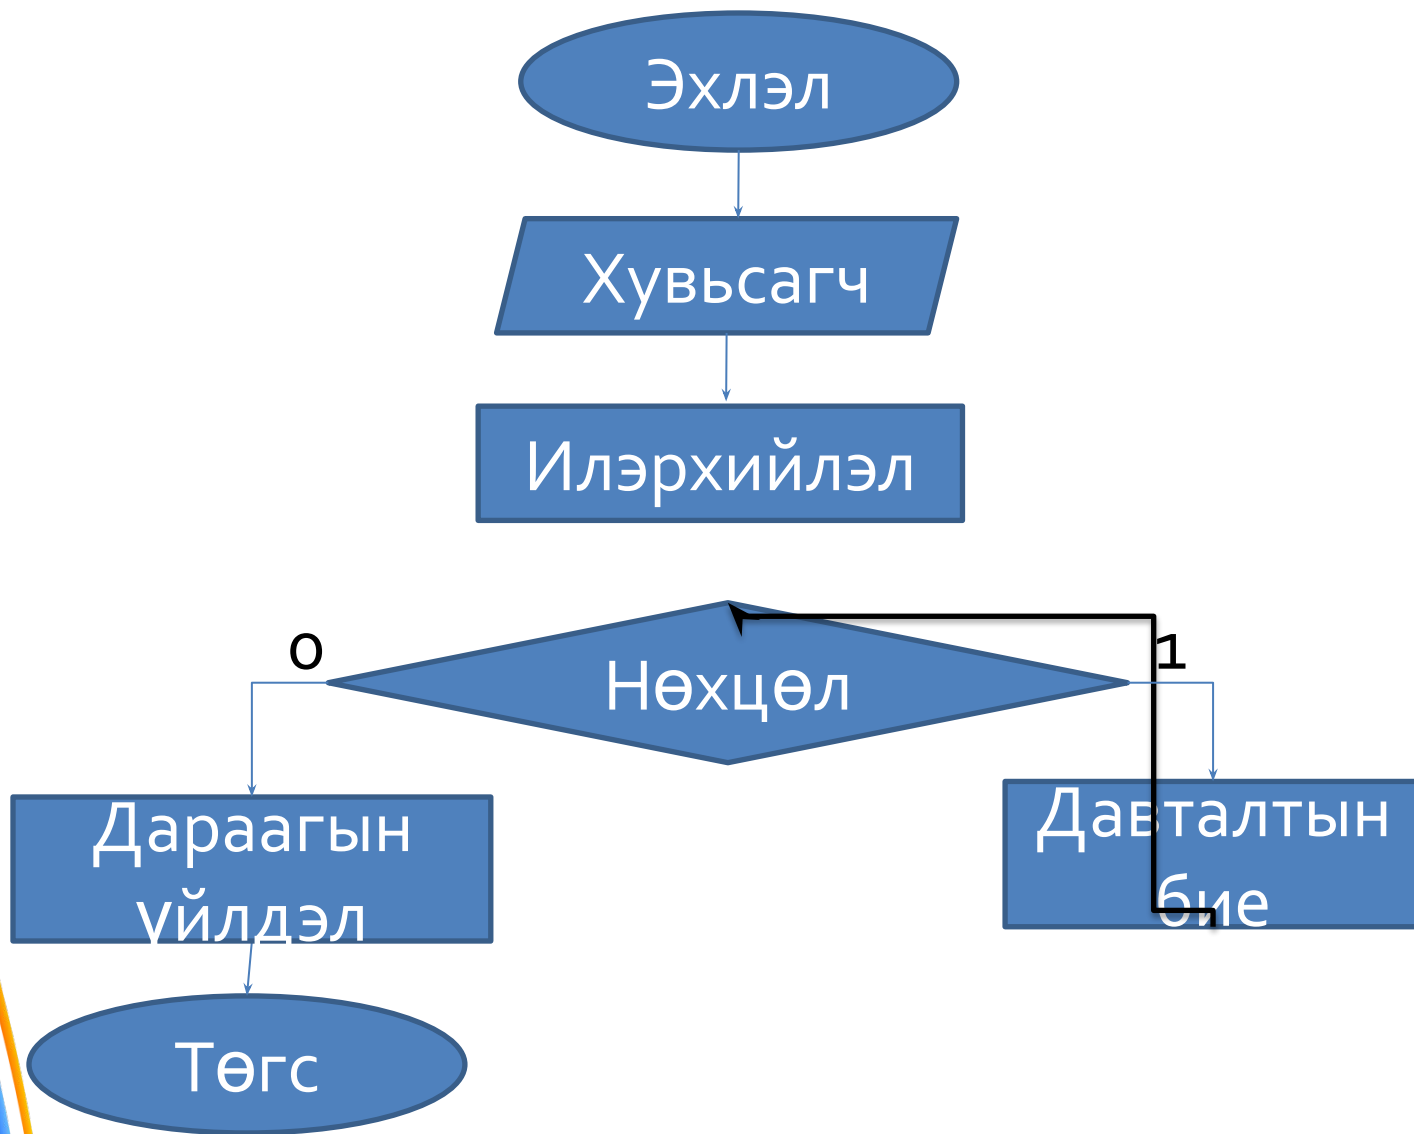 Эхлэл
Хувьсагч
Илэрхийлэл
0
1
Нөхцөл
Дараагын
үйлдэл
Давталтын
бие
Төгс